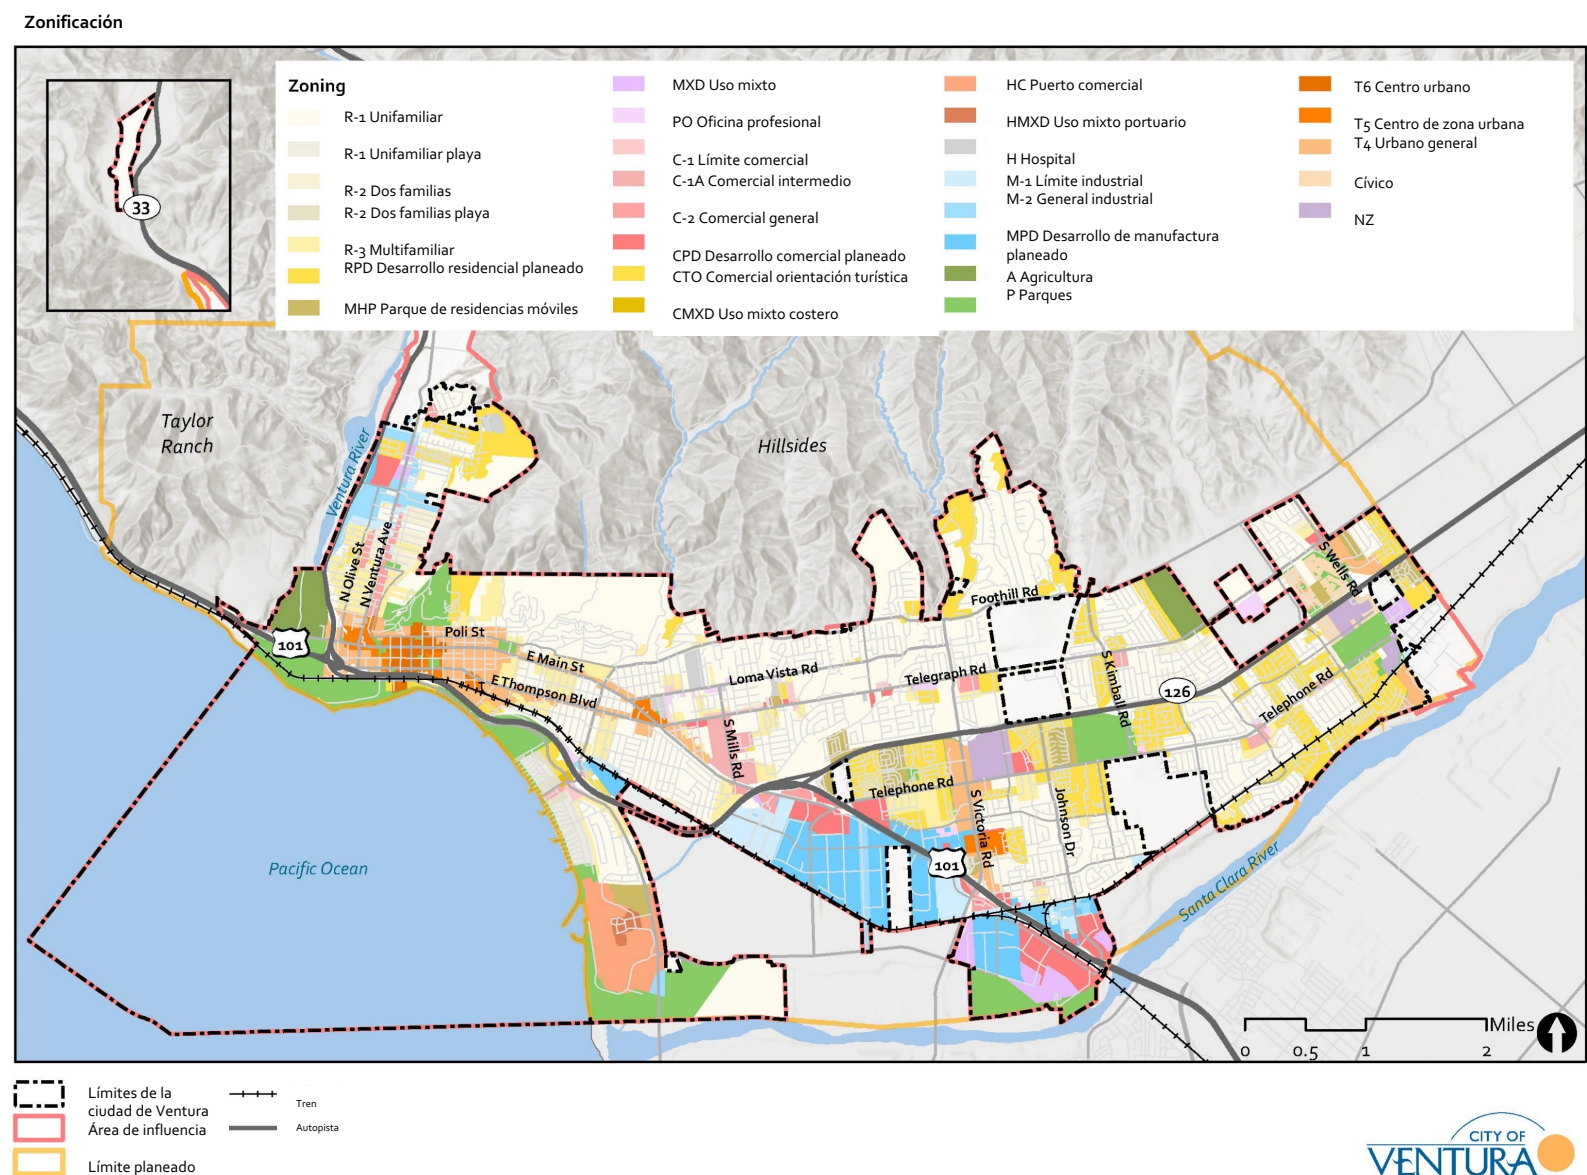 Zonificación
Zoning
R-1 Unifamiliar
R-1 Unifamiliar playa
R-2 Dos familias
R-2 Dos familias playa
R-3 Multifamiliar
RPD Desarrollo residencial planeado
MHP Parque de residencias móviles
MXD Uso mixto
PO Oficina profesional
C-1 Límite comercial
C-1A Comercial intermedio
C-2 Comercial general
CPD Desarrollo comercial planeado
CTO Comercial orientación turística
CMXD Uso mixto costero
HC Puerto comercial
HMXD Uso mixto portuario
H Hospital
M-1 Límite industrial
M-2 General industrial
MPD Desarrollo de manufactura
planeado
A Agricultura
P Parques
T6 Centro urbano
T5 Centro de zona urbana
T4 Urbano general
Cívico
NZ
33
Taylor
Ranch
Ventura River
Hillsides
N Olive St
N Ventura Ave
S Wells Rd
Foothill Rd
101
Poli St
E Main St
E Thompson Blvd
Loma Vista Rd
Telegraph Rd
S Kimball Rd
126
Telephone Rd
S Mills Rd
Telephone Rd
S Victoria Rd
Johnson Dr
101
Pacific Ocean
Santa Clara River
Miles
0 0.5 1 2
Límites de la
ciudad de Ventura
Área de influencia
Límite planeado
Tren
Autopista
CITY OF
VENTURA